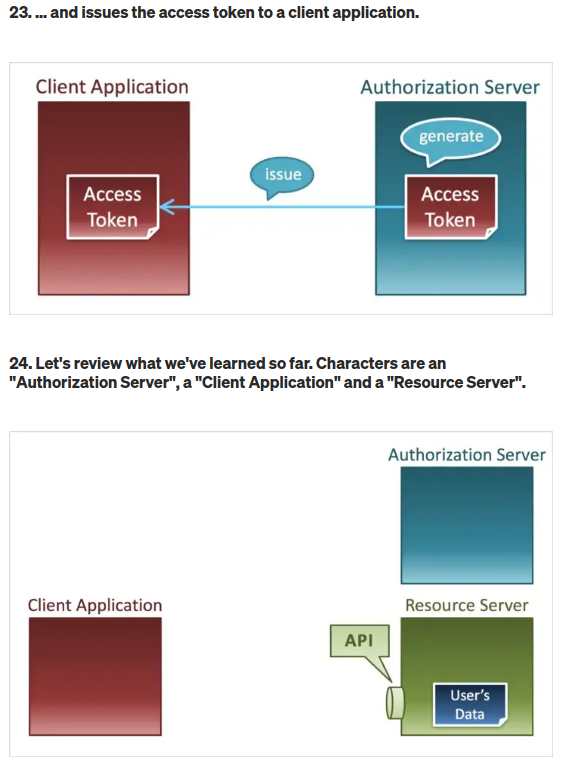 23. ... and issues the access token to a client application.
Client Application
Authorization Server
generate
issue
Access
Token
Access
Token
24. Let's review what we've learned so far. Characters are an
"Authorization Server", a "Client Application" and a "Resource Server".
Authorization Server
Client Application
Resource Server
API
User's
Data